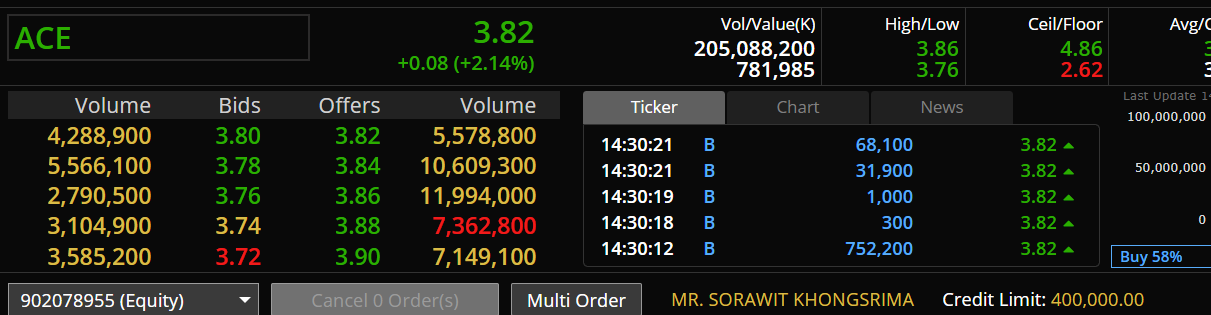 ACE 3.82 Vol/Value(K) High/Low Ceil/Floor
+0.08 (+2.14%) 205,088,200 3.86 4.86
781,985 3.76 2.62
Volume Bids Offers Volume
4,288,900 3.80 3.82 5,578,800
5,566,100 3.78 3.84 10,609,300
2,790,500 3.76 3.86 11,994,000
3,104,900 3.74 3.88 7,362,800
3,585,200 3.72 3.90 7,149,100
Ticker Chart News
14:30:21 B 68,100 3.82
14:30:21 B 31,900 3.82
14:30:19 B 1,000 3.82
14:30:18 B 300 3.82
14:30:12 B 752,200 3.82
Last Update
100,000,000
50,000,000
0
Buy 58%
902078955 (Equity) Cancel 0 Order(s) Multi Order MR. SORAWIT KHONGSRIMA Credit Limit: 400,000.00